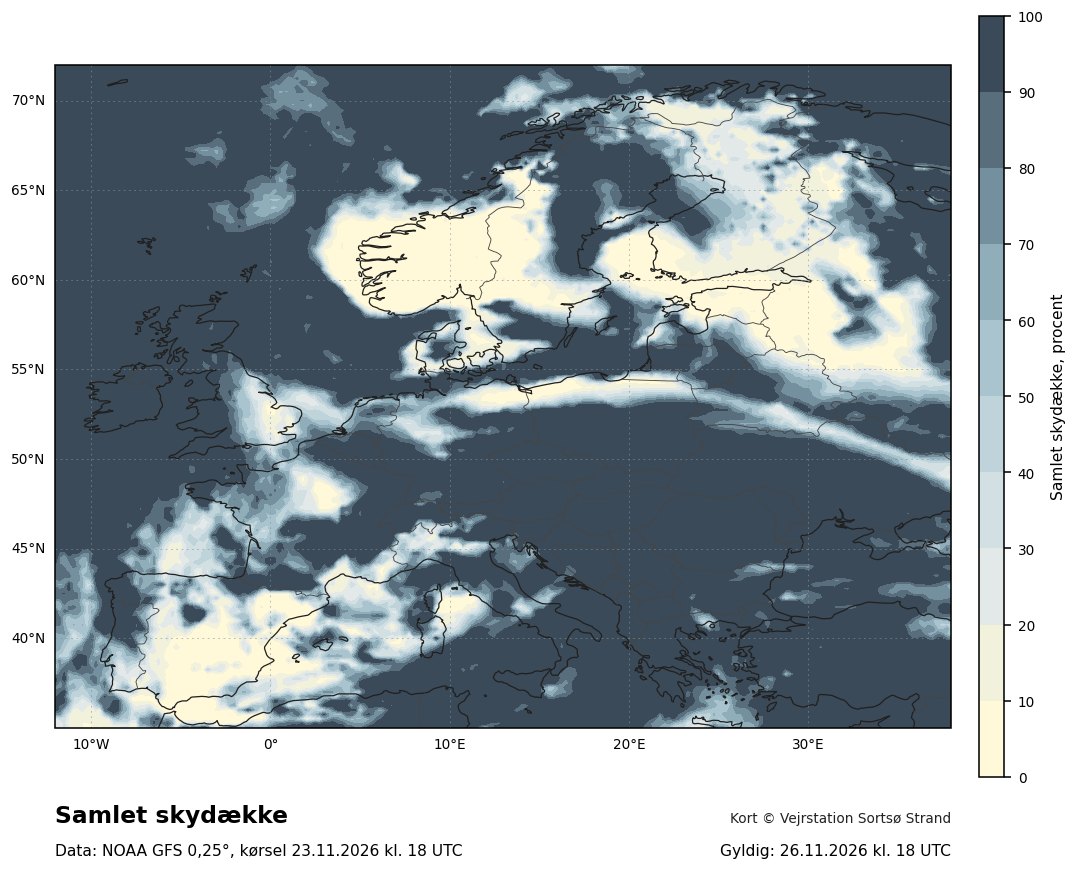 100
90
80
70
60
50
40
30
20
10
0
Samlet skydække, procent
70°N
65°N
60°N
55°N
50°N
45°N
40°N
10°W
0°
10°E
20°E
30°E
Samlet skydække
Kort © Vejrstation Sortsø Strand
Data: NOAA GFS 0,25°, kørsel 23.11.2026 kl. 18 UTC
Gyldig: 26.11.2026 kl. 18 UTC